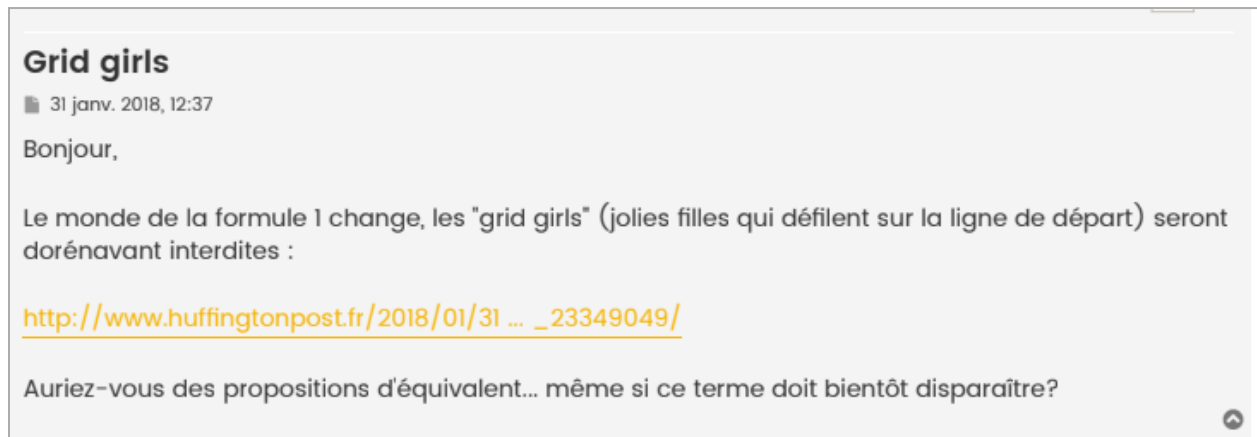 Grid girls
31 janv. 2018, 12:37
Bonjour,
Le monde de la formule 1 change, les "grid girls" (jolies filles qui défilent sur la ligne de départ) seront
dorénavant interdites :
http://www.huffingtonpost.fr/2018/01/31 ... _23349049/
Auriez-vous des propositions d'équivalent... même si ce terme doit bientôt disparaître?